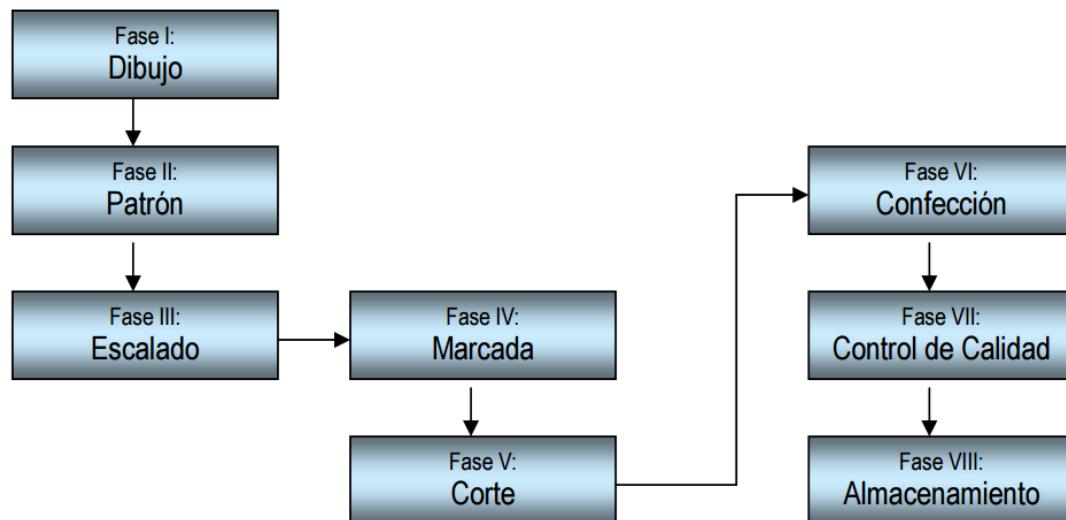 Fase I:
Dibujo
Fase II:
Patrón
Fase III:
Escalado
Fase IV:
Marcada
Fase V:
Corte
Fase VI:
Confección
Fase VII:
Control de Calidad
Fase VIII:
Almacenamiento